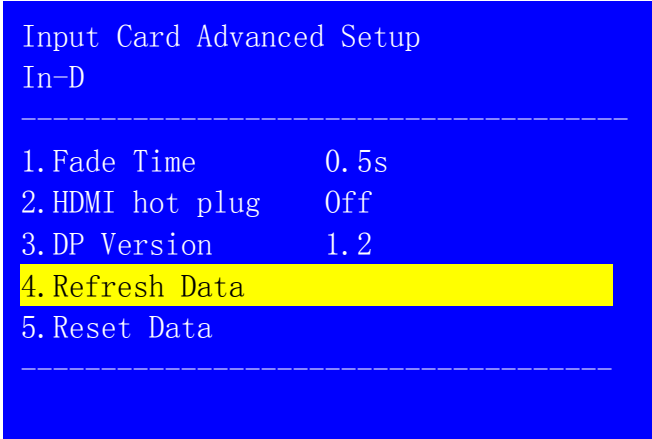 Input Card Advanced Setup
In-D
--------------------------------------
1.Fade Time 0.5s
2.HDMI hot plug Off
3.DP Version 1.2
4.Refresh Data
5.Reset Data
-------------------------------------